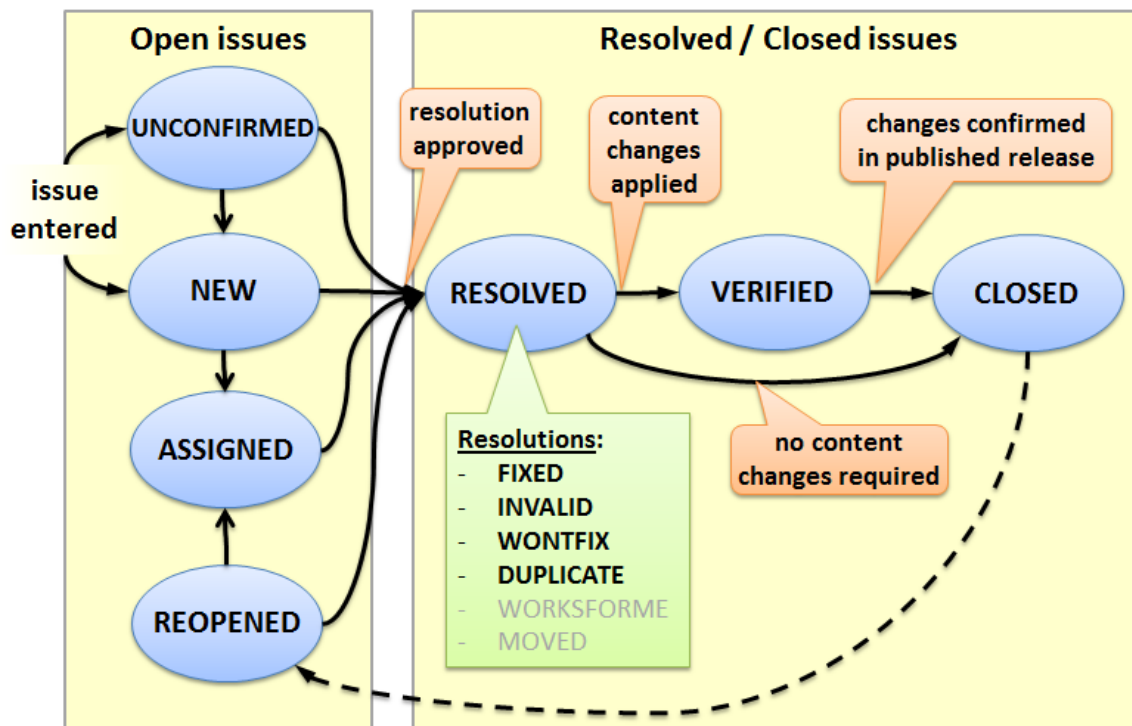 Open issues
UNCONFIRMED
issue
entered
NEW
ASSIGNED
REOPENED
Resolved / Closed issues
resolution
approved
content
changes
applied
changes confirmed
in published release
RESOLVED
VERIFIED
CLOSED
Resolutions:
- FIXED
- INVALID
- WONTFIX
- DUPLICATE
- WORKSFORME
- MOVED
no content
changes required